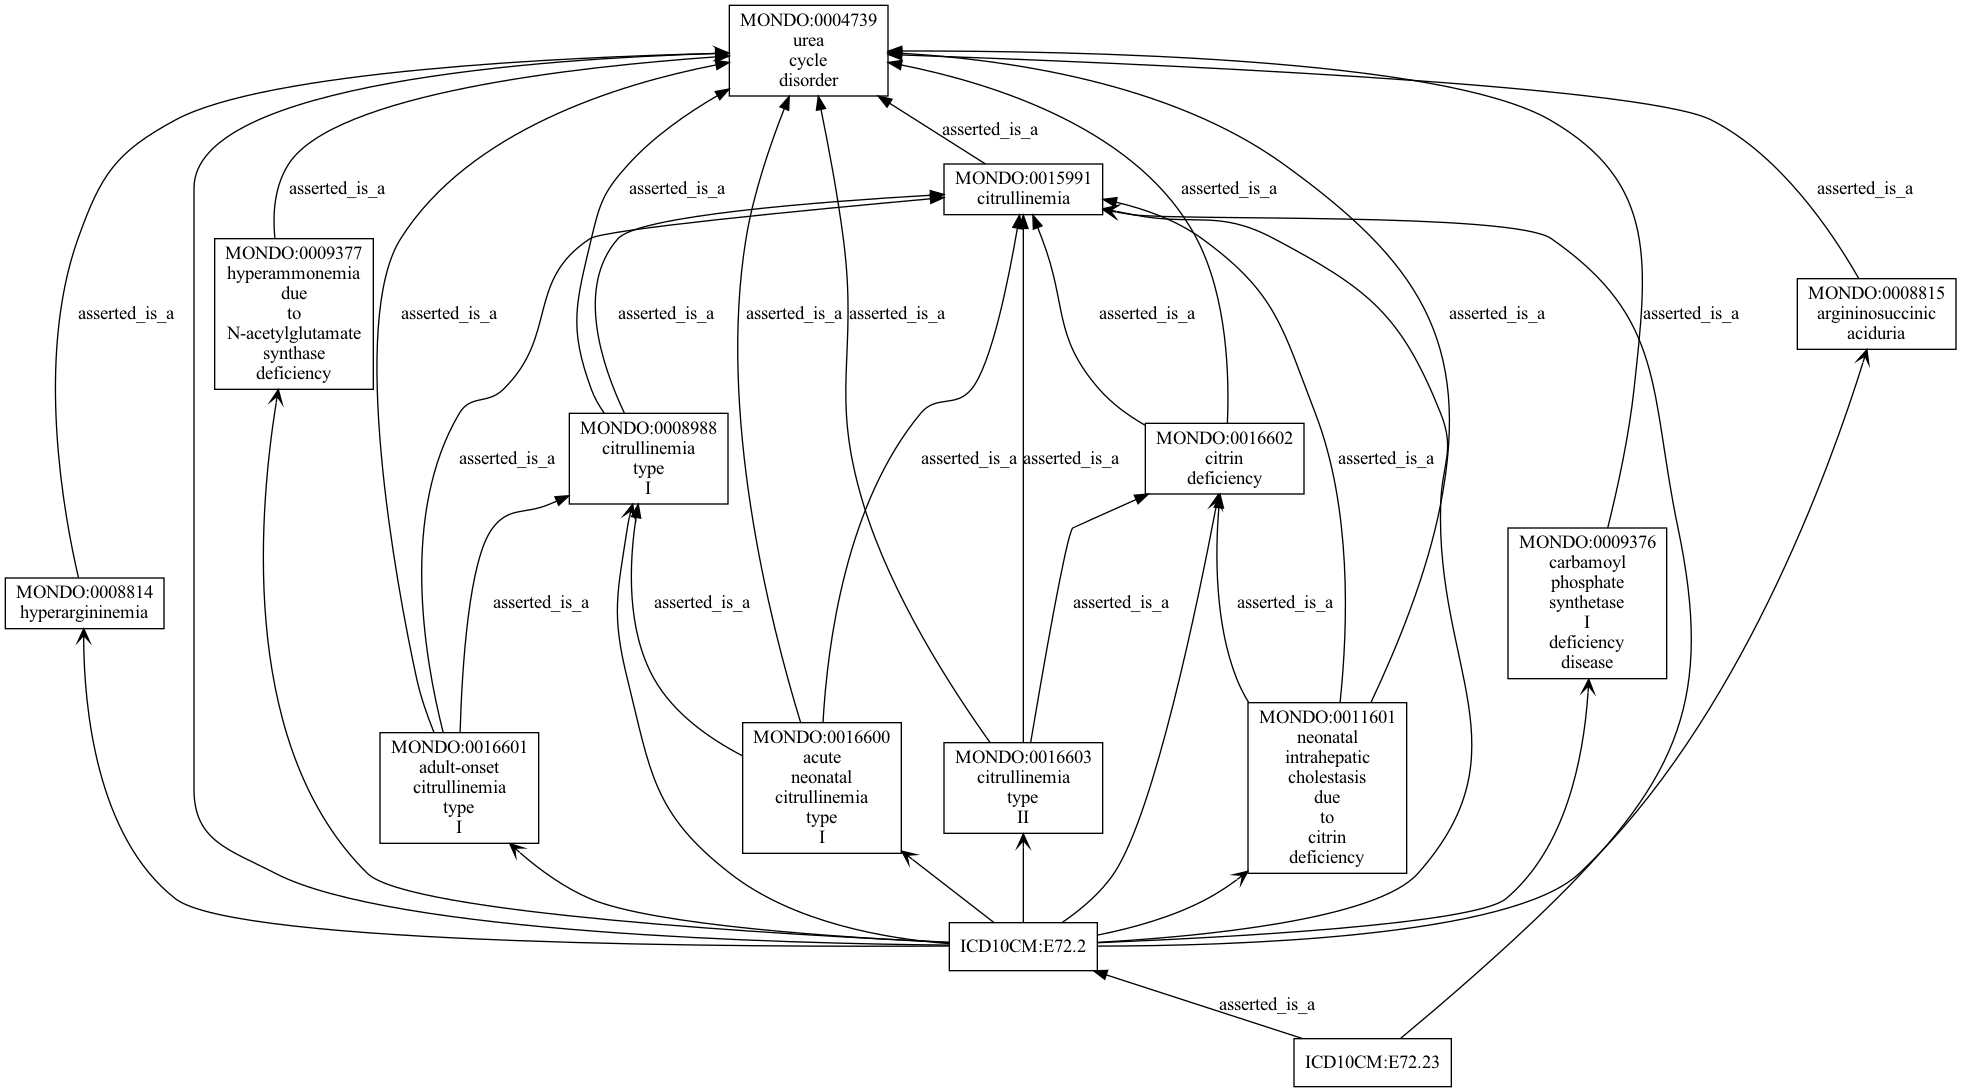 MONDO:0004739
urea
cycle
disorder
asserted_is_a
MONDO:0015991
citrullinemia
asserted_is_a
asserted_is_a
asserted_is_a
asserted_is_a
MONDO:0009377
hyperammonemia
due
to
N-acetylglutamate
synthase
deficiency
MONDO:0008815
argininosuccinic
aciduria
asserted_is_a
asserted_is_a
asserted_is_a
asserted_is_a
asserted_is_a
asserted_is_a
asserted_is_a
asserted_is_a
MONDO:0008988
citrullinemia
type
I
MONDO:0016602
citrin
deficiency
asserted_is_a
asserted_is_a
asserted_is_a
asserted_is_a
MONDO:0009376
carbamoyl
phosphate
synthetase
I
deficiency
disease
MONDO:0008814
hyperargininemia
asserted_is_a
asserted_is_a
asserted_is_a
asserted_is_a
MONDO:0016601
adult-onset
citrullinemia
type
I
MONDO:0016600
acute
neonatal
citrullinemia
type
I
MONDO:0016603
citrullinemia
type
II
MONDO:0011601
neonatal
intrahepatic
cholestasis
due
to
citrin
deficiency
ICD10CM:E72.2
asserted_is_a
ICD10CM:E72.23